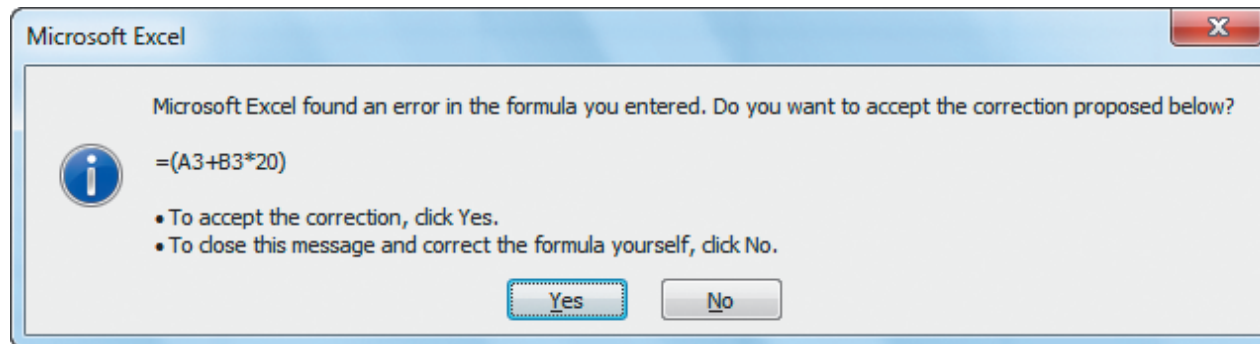 Microsoft Excel
Microsoft Excel found an error in the formula you entered. Do you want to accept the correction proposed below?
=(A3+B3*20)
• To accept the correction, click Yes.
• To close this message and correct the formula yourself, click No.
Yes No